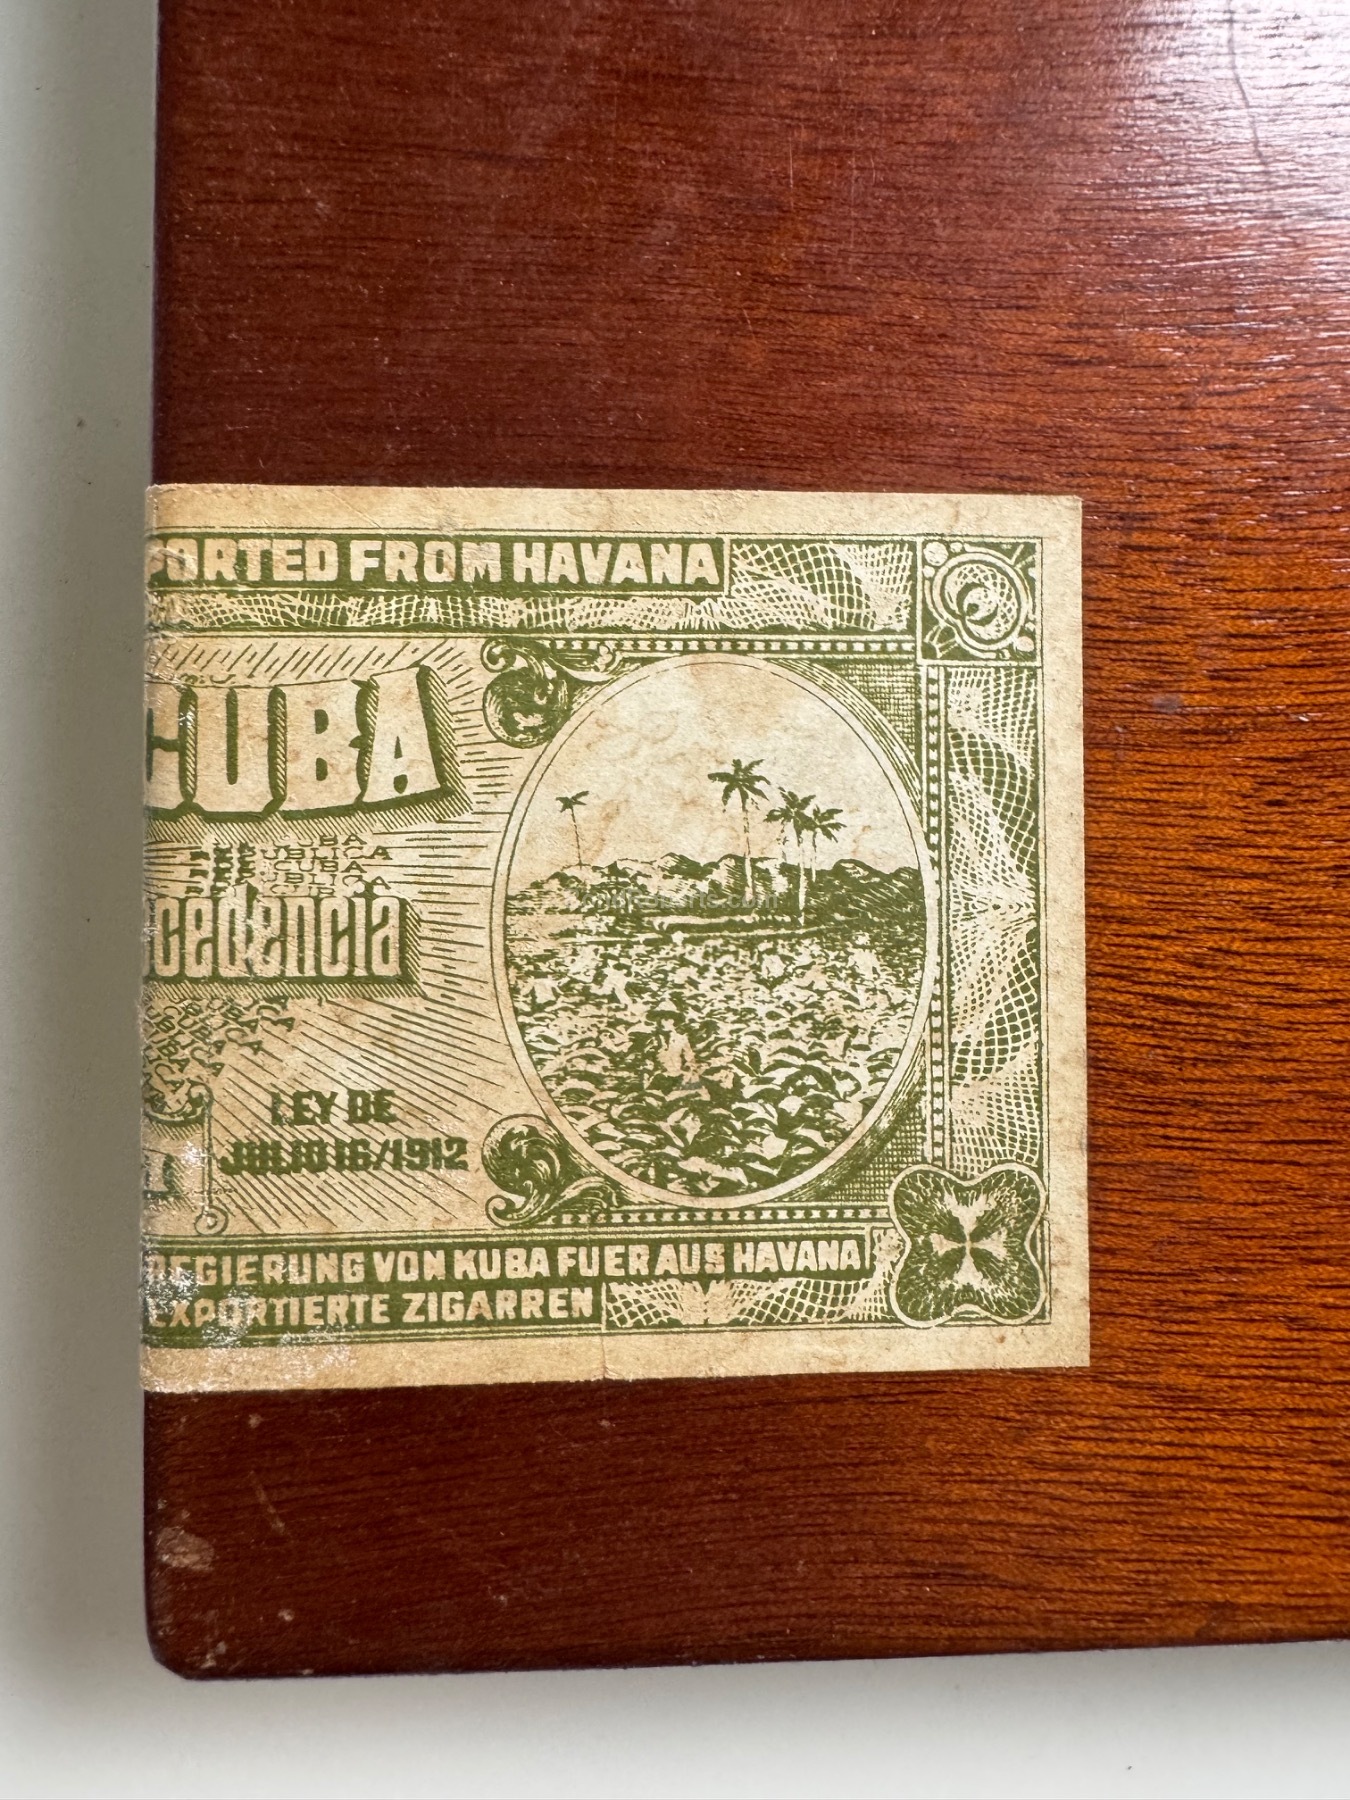 PORTED FROM HAVANA
CUBA
cedencia
LEY DE
JULIO 16/1912
REGIERUNG VON KUBA FUER AUS HAVANA
EXPORTIERTE ZIGARREN